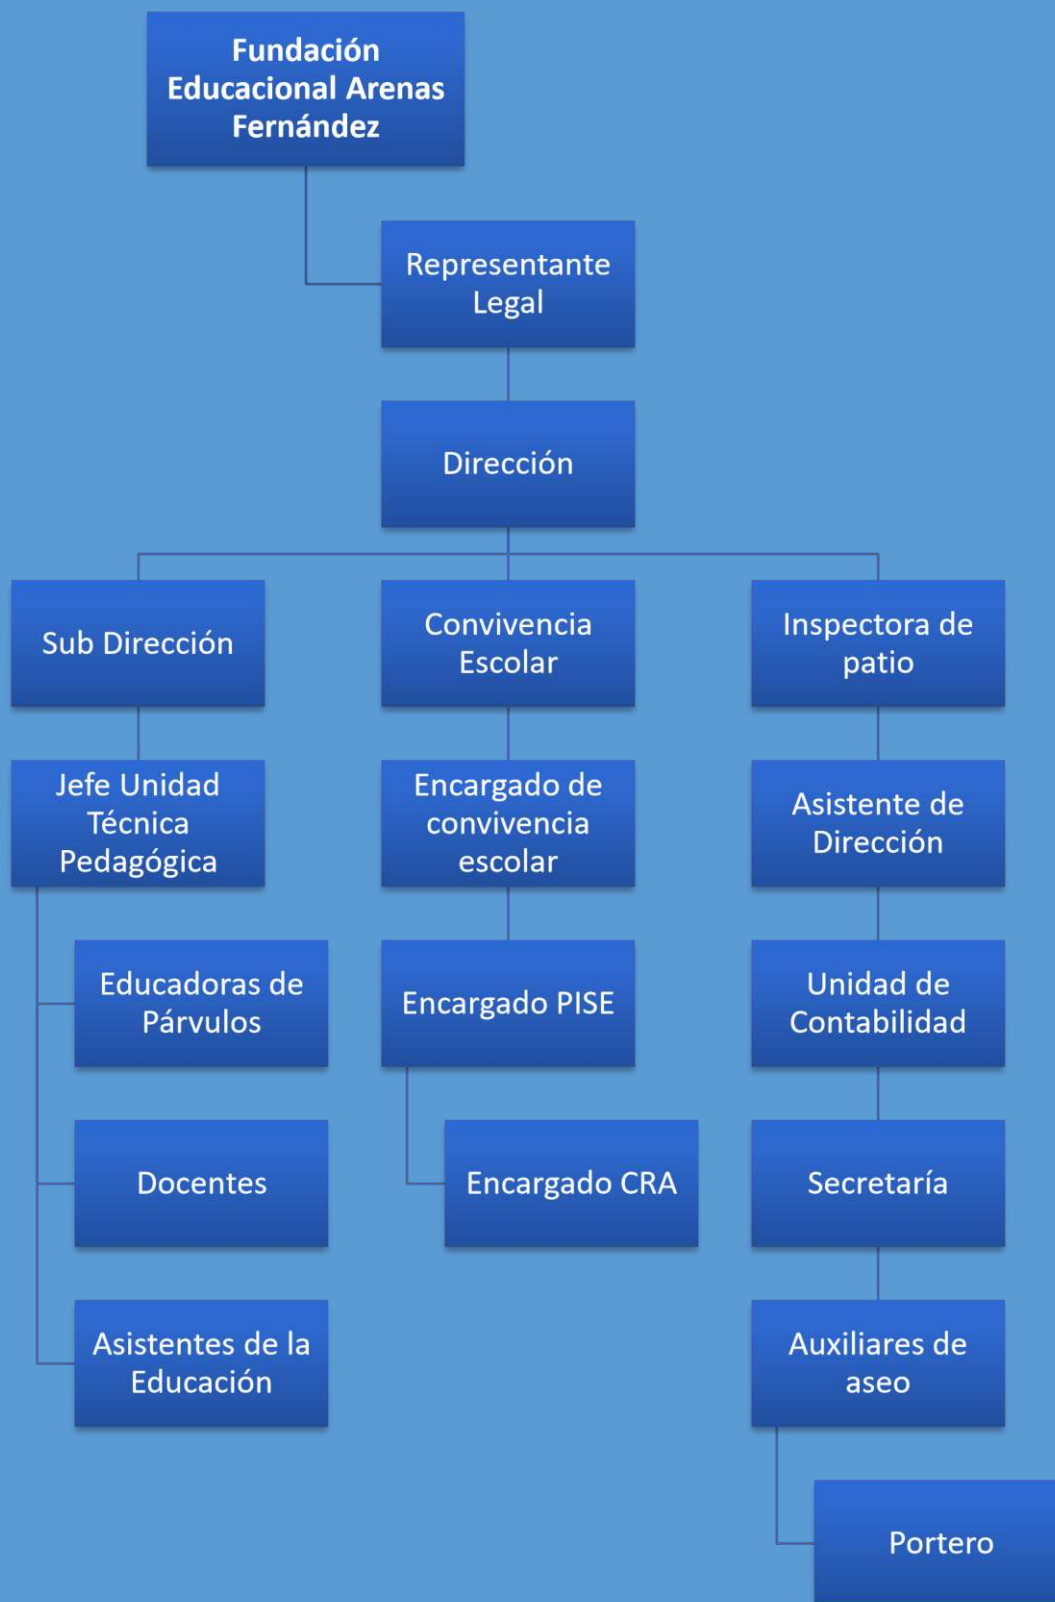 Fundación
Educacional Arenas
Fernández
Representante
Legal
Dirección
Sub Dirección
Convivencia
Escolar
Inspectora de
patio
Jefe Unidad
Técnica
Pedagógica
Encargado de
convivencia
escolar
Asistente de
Dirección
Educadoras de
Párvulos
Encargado PISE
Unidad de
Contabilidad
Docentes
Encargado CRA
Secretaría
Asistentes de la
Educación
Auxiliares de
aseo
Portero